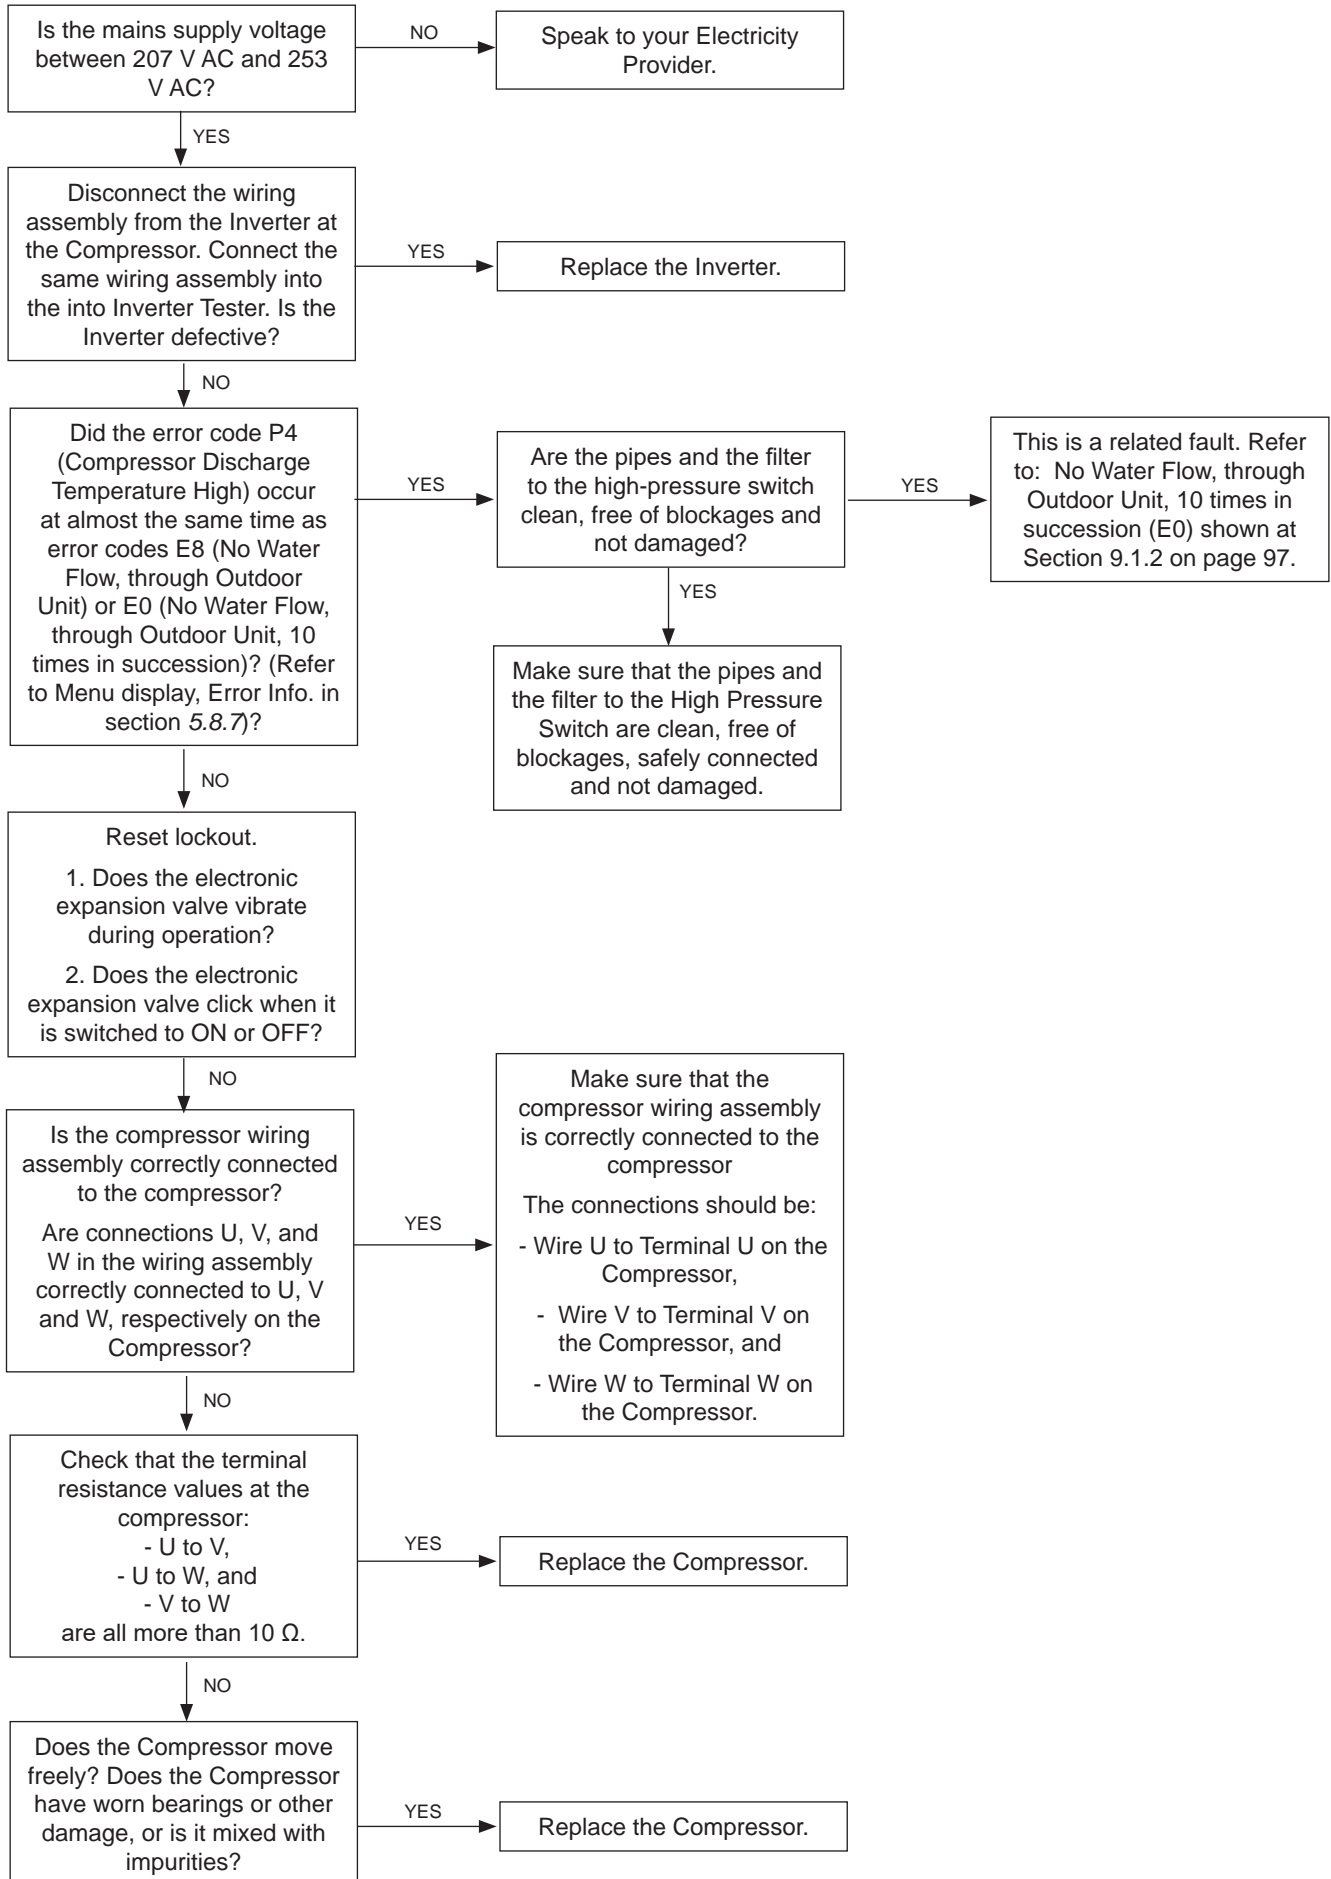 Is the mains supply voltage
between 207 V AC and 253
V AC?
NO
Speak to your Electricity
Provider.
YES
Disconnect the wiring
assembly from the Inverter at
the Compressor. Connect the
same wiring assembly into
the into Inverter Tester. Is the
Inverter defective?
YES
Replace the Inverter.
NO
Did the error code P4
(Compressor Discharge
Temperature High) occur
at almost the same time as
error codes E8 (No Water
Flow, through Outdoor
Unit) or E0 (No Water Flow,
through Outdoor Unit, 10
times in succession)? (Refer
to Menu display, Error Info. in
section 5.8.7)?
YES
Are the pipes and the filter
to the high-pressure switch
clean, free of blockages and
not damaged?
YES
This is a related fault. Refer
to: No Water Flow, through
Outdoor Unit, 10 times in
succession (E0) shown at
Section 9.1.2 on page 97.
YES
Make sure that the pipes and
the filter to the High Pressure
Switch are clean, free of
blockages, safely connected
and not damaged.
NO
Reset lockout.
1. Does the electronic
expansion valve vibrate
during operation?
2. Does the electronic
expansion valve click when it
is switched to ON or OFF?
NO
Is the compressor wiring
assembly correctly connected
to the compressor?
Are connections U, V, and
W in the wiring assembly
correctly connected to U, V
and W, respectively on the
Compressor?
YES
Make sure that the
compressor wiring assembly
is correctly connected to the
compressor
The connections should be:
- Wire U to Terminal U on the
Compressor,
- Wire V to Terminal V on
the Compressor, and
- Wire W to Terminal W on
the Compressor.
NO
Check that the terminal
resistance values at the
compressor:
- U to V,
- U to W, and
- V to W
are all more than 10 Ω.
YES
Replace the Compressor.
NO
Does the Compressor move
freely? Does the Compressor
have worn bearings or other
damage, or is it mixed with
impurities?
YES
Replace the Compressor.